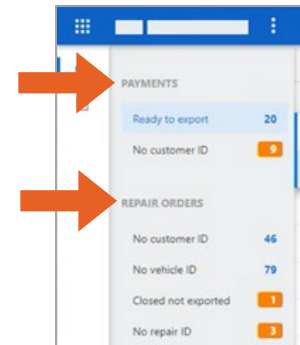 PAYMENTS
Ready to export 20
No customer ID 9
REPAIR ORDERS
No customer ID 46
No vehicle ID 79
Closed not exported 1
No repair ID 3